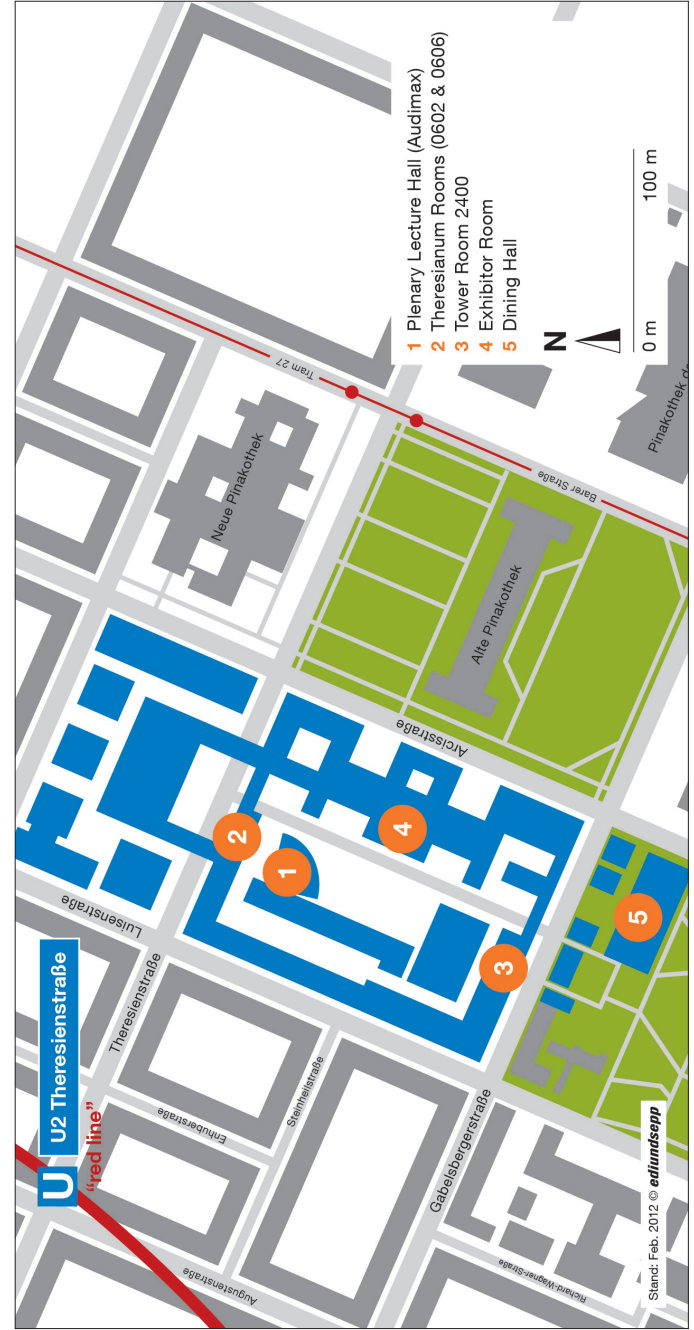 U U2 Theresienstraße
"red line"
Luisenstraße
Theresienstraße
Enhuberstraße
Steinheilstraße
Augustenstraße
Gabelsbergerstraße
Richard-Wagner-Straße
Arcisstraße
Neue Pinakothek
Alte Pinakothek
Tram 27
Barer Straße
Pinakothek de
1
2
3
4
5
1 Plenary Lecture Hall (Audimax)
2 Theresianum Rooms (0602 & 0606)
3 Tower Room 2400
4 Exhibitor Room
5 Dining Hall
N
0 m 100 m
Stand: Feb. 2012 © ediundsepp